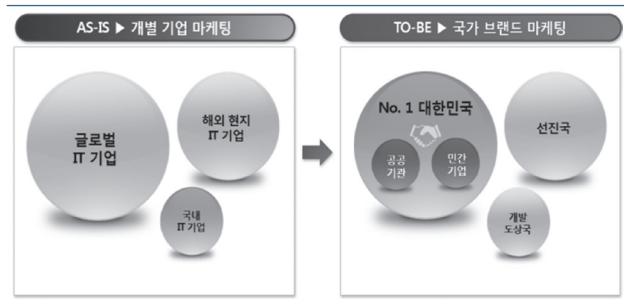 AS-IS ▶ 개별 기업 마케팅
글로벌
IT 기업
해외 현지
IT 기업
국내
IT 기업
TO-BE ▶ 국가 브랜드 마케팅
No. 1 대한민국
공공
기관
민간
기업
선진국
개발
도상국